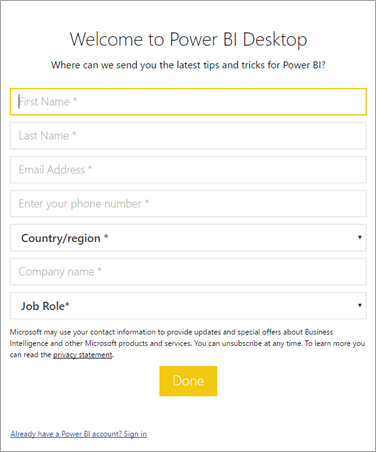 Welcome to Power BI Desktop
Where can we send you the latest tips and tricks for Power BI?
First Name *
Last Name *
Email Address *
Enter your phone number *
Country/region *
Company name *
Job Role*
Microsoft may use your contact information to provide updates and special offers about Business
Intelligence and other Microsoft products and services. You can unsubscribe at any time. To learn more you
can read the privacy statement.
Done
Already have a Power BI account? Sign in